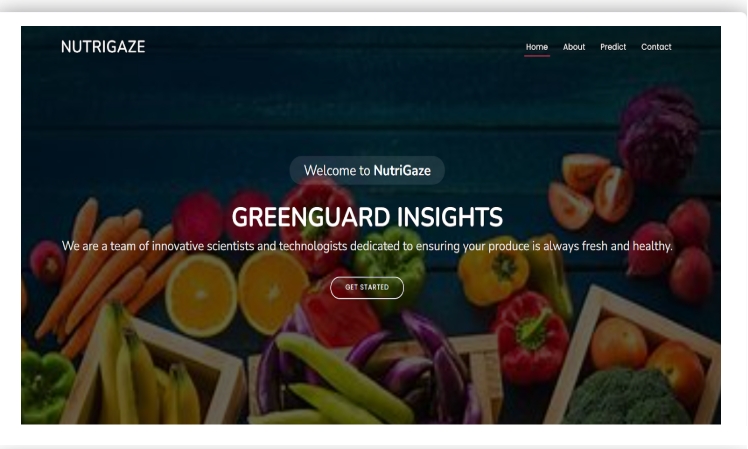 NUTRIGAZE
Home About Predict Contact
Welcome to NutriGaze
GREENGUARD INSIGHTS
We are a team of innovative scientists and technologists dedicated to ensuring your produce is always fresh and healthy.
GET STARTED